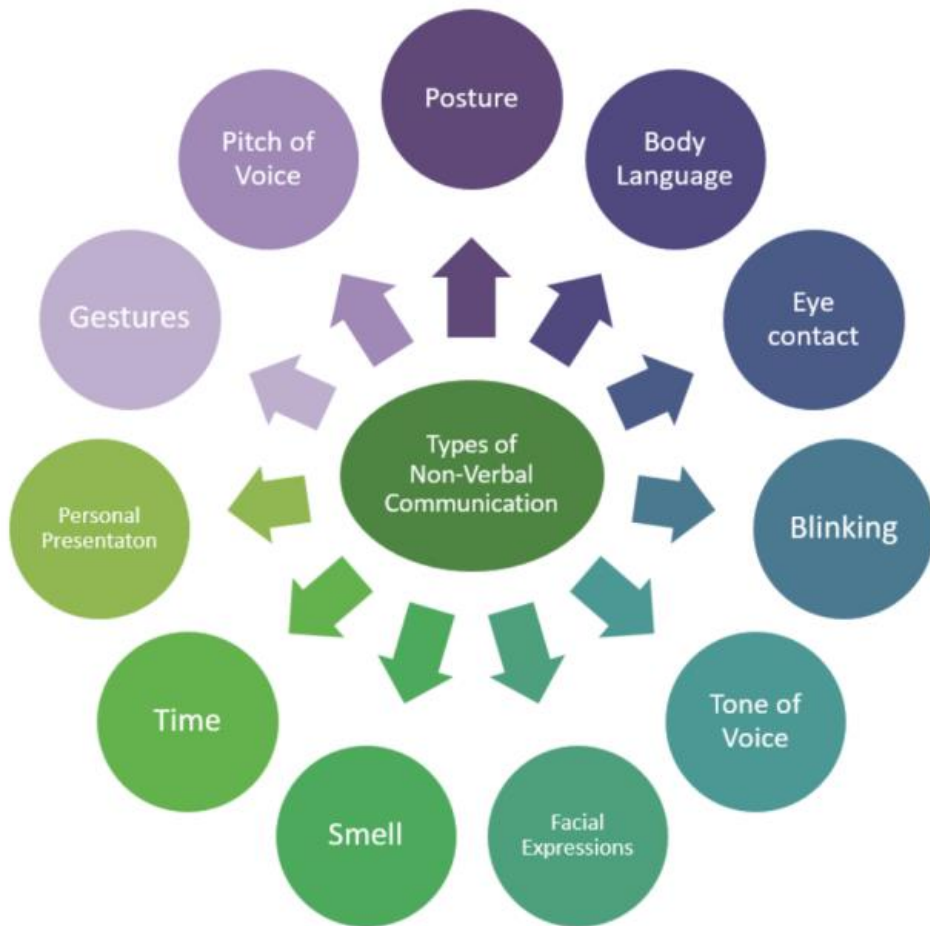 Posture
Body
Language
Eye
contact
Blinking
Tone of
Voice
Facial
Expressions
Smell
Time
Personal
Presentaton
Gestures
Pitch of
Voice
Types of
Non-Verbal
Communication